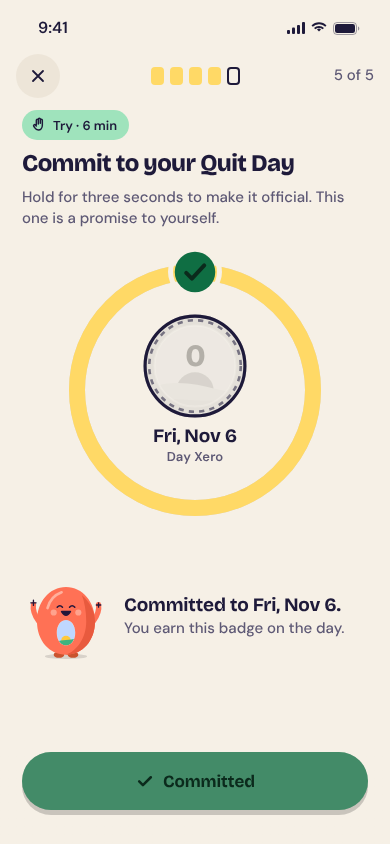 9:41
5 of 5
Try · 6 min
Commit to your Quit Day
Hold for three seconds to make it official. This
one is a promise to yourself.
0
Fri, Nov 6
Day Xero
Committed to Fri, Nov 6.
You earn this badge on the day.
Committed